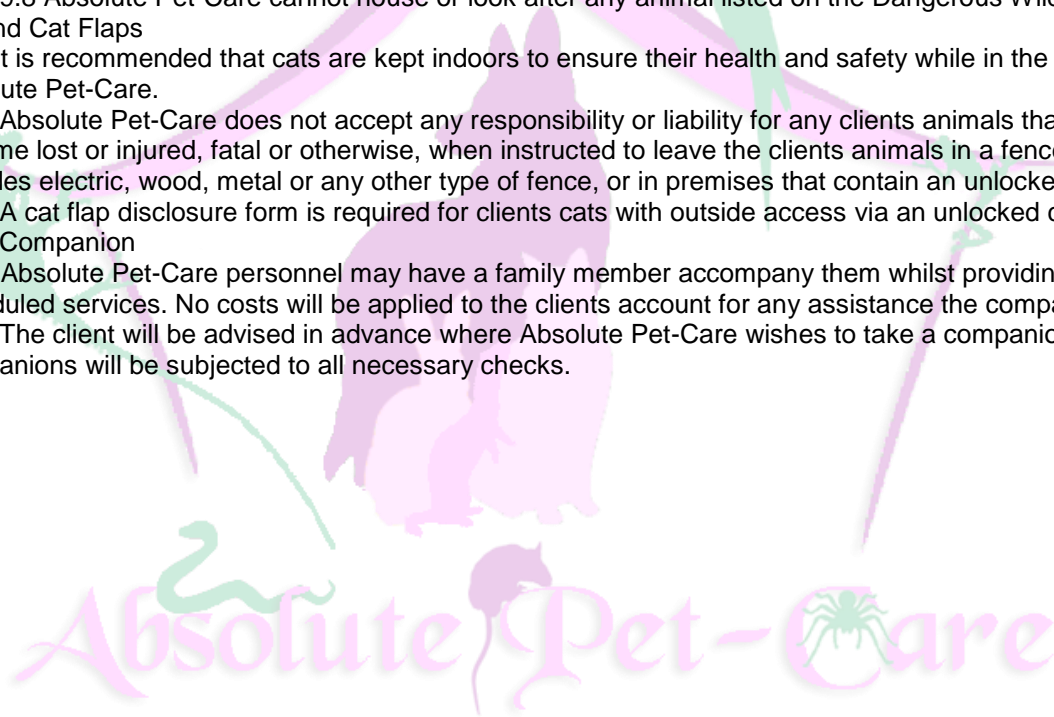 9.8 Absolute Pet-Care cannot house or look after any animal listed on the Dangerous Wild
nd Cat Flaps
t is recommended that cats are kept indoors to ensure their health and safety while in the
ute Pet-Care.
Absolute Pet-Care does not accept any responsibility or liability for any clients animals tha
me lost or injured, fatal or otherwise, when instructed to leave the clients animals in a fence
les electric, wood, metal or any other type of fence, or in premises that contain an unlocke
A cat flap disclosure form is required for clients cats with outside access via an unlocked
Companion
Absolute Pet-Care personnel may have a family member accompany them whilst providin
duled services. No costs will be applied to the clients account for any assistance the compa
The client will be advised in advance where Absolute Pet-Care wishes to take a companio
anions will be subjected to all necessary checks.
Absolute Pet-Care